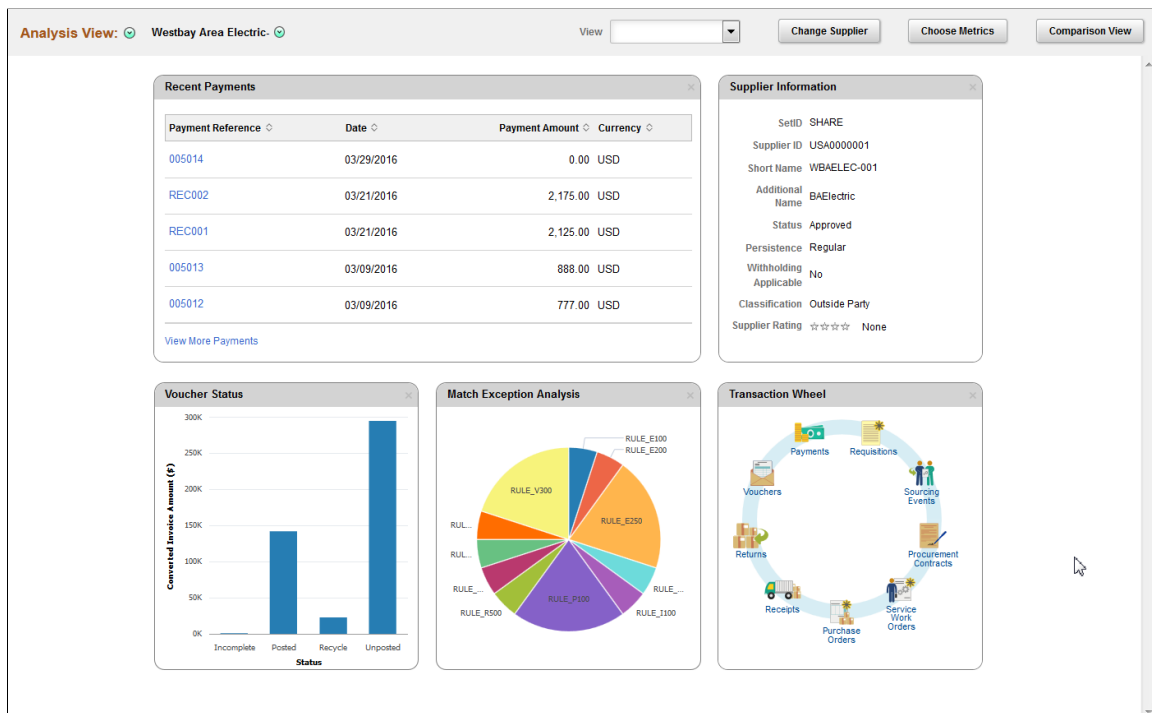 Analysis View: Westbay Area Electric- View Change Supplier Choose Metrics Comparison View
Recent Payments
Payment Reference Date Payment Amount Currency
005014 03/29/2016 0.00 USD
REC002 03/21/2016 2,175.00 USD
REC001 03/21/2016 2,125.00 USD
005013 03/09/2016 888.00 USD
005012 03/09/2016 777.00 USD
View More Payments
Supplier Information
SetID SHARE
Supplier ID USA0000001
Short Name WBAELEC-001
Additional
Name BAElectric
Status Approved
Persistence Regular
Withholding
Applicable No
Classification Outside Party
Supplier Rating None
Voucher Status
Converted Invoice Amount ($)
300K
250K
200K
150K
100K
50K
0K
Incomplete Posted Recycle Unposted
Status
Match Exception Analysis
RULE_E100
RULE_E200
RULE_V300
RULE_E250
RUL...
RUL...
RULE_...
RULE_...
RULE_P100
RULE_R500
RULE_I100
Transaction Wheel
Payments
Requisitions
Vouchers
Sourcing
Events
Returns
Procurement
Contracts
Receipts
Service
Work
Orders
Purchase
Orders